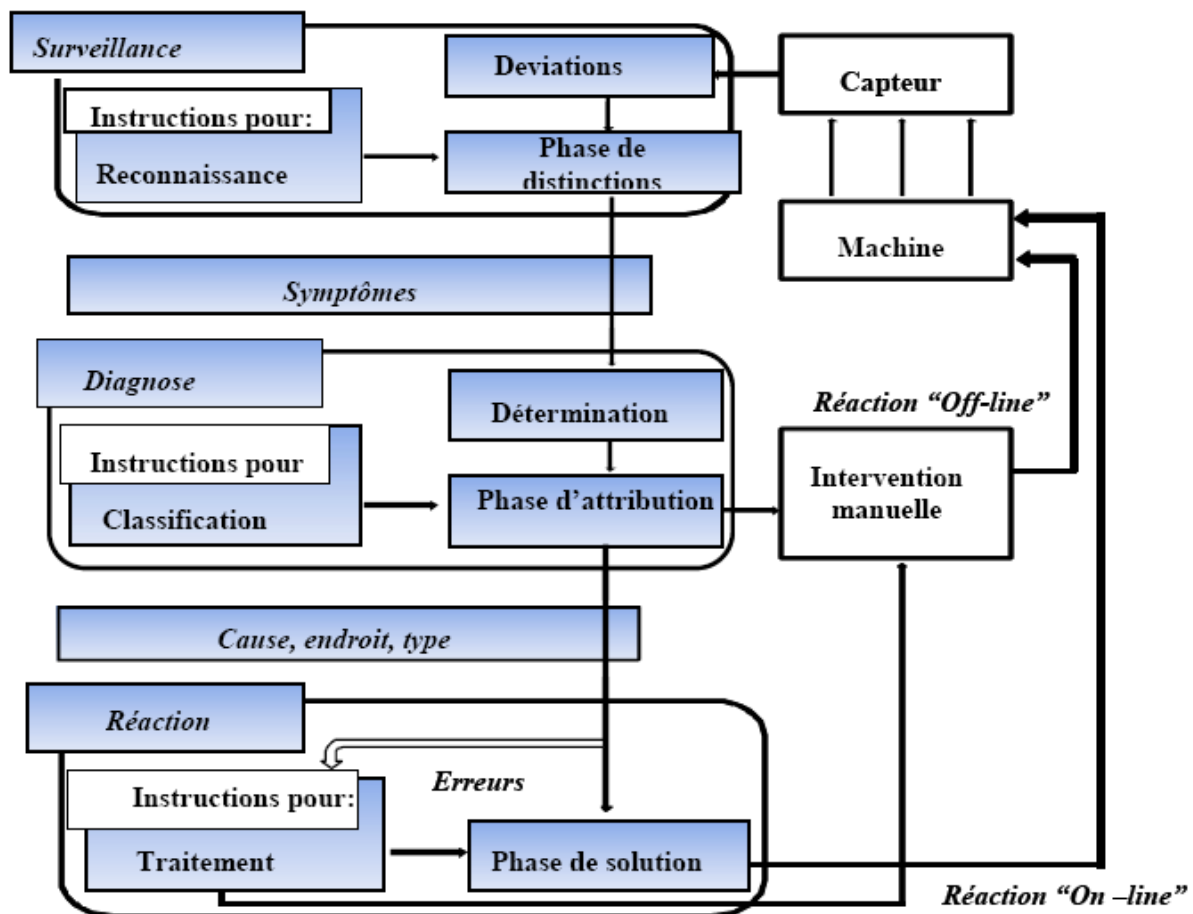 Surveillance
Deviations
Capteur
Instructions pour:
Reconnaissance
Phase de
distinctions
Machine
Symptômes
Diagnose
Détermination
Réaction “Off-line”
Instructions pour
Classification
Phase d’attribution
Intervention
manuelle
Cause, endroit, type
Réaction
Erreurs
Instructions pour:
Traitement
Phase de solution
Réaction “On –line”